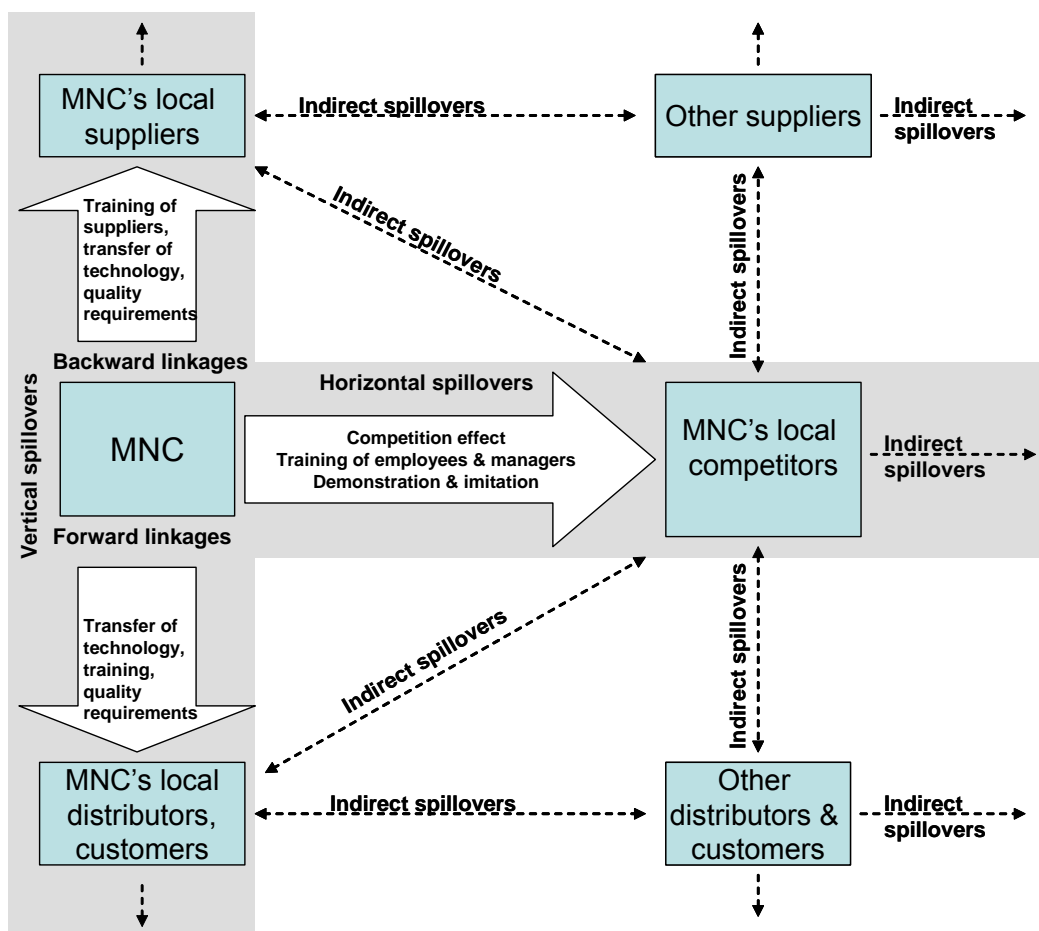 MNC's local
suppliers
Indirect spillovers
Other suppliers
Indirect
spillovers
Training of
suppliers,
transfer of
technology,
quality
requirements
Indirect spillovers
Indirect spillovers
Backward linkages
Vertical spillovers
MNC
Forward linkages
Horizontal spillovers
Competition effect
Training of employees & managers
Demonstration & imitation
MNC's local
competitors
Indirect
spillovers
Transfer of
technology,
training,
quality
requirements
Indirect spillovers
Indirect spillovers
MNC's local
distributors,
customers
Indirect spillovers
Other
distributors &
customers
Indirect
spillovers